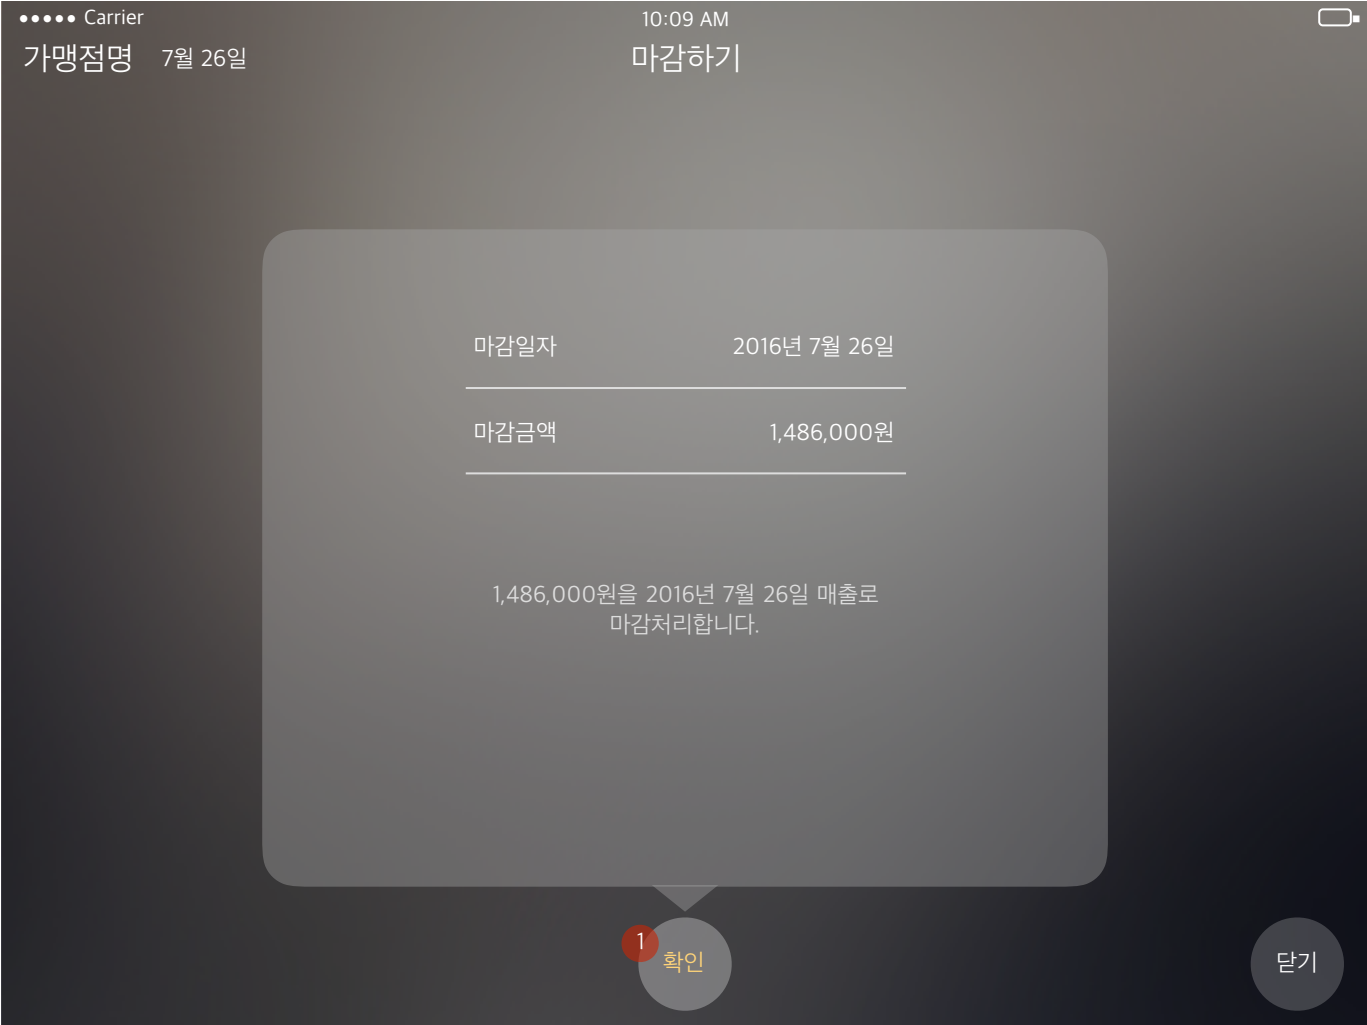 Carrier
10:09 AM
가맹점명 7월 26일
마감하기
마감일자 2016년 7월 26일
마감금액 1,486,000원
1,486,000원을 2016년 7월 26일 매출로
마감처리합니다.
1
확인
닫기